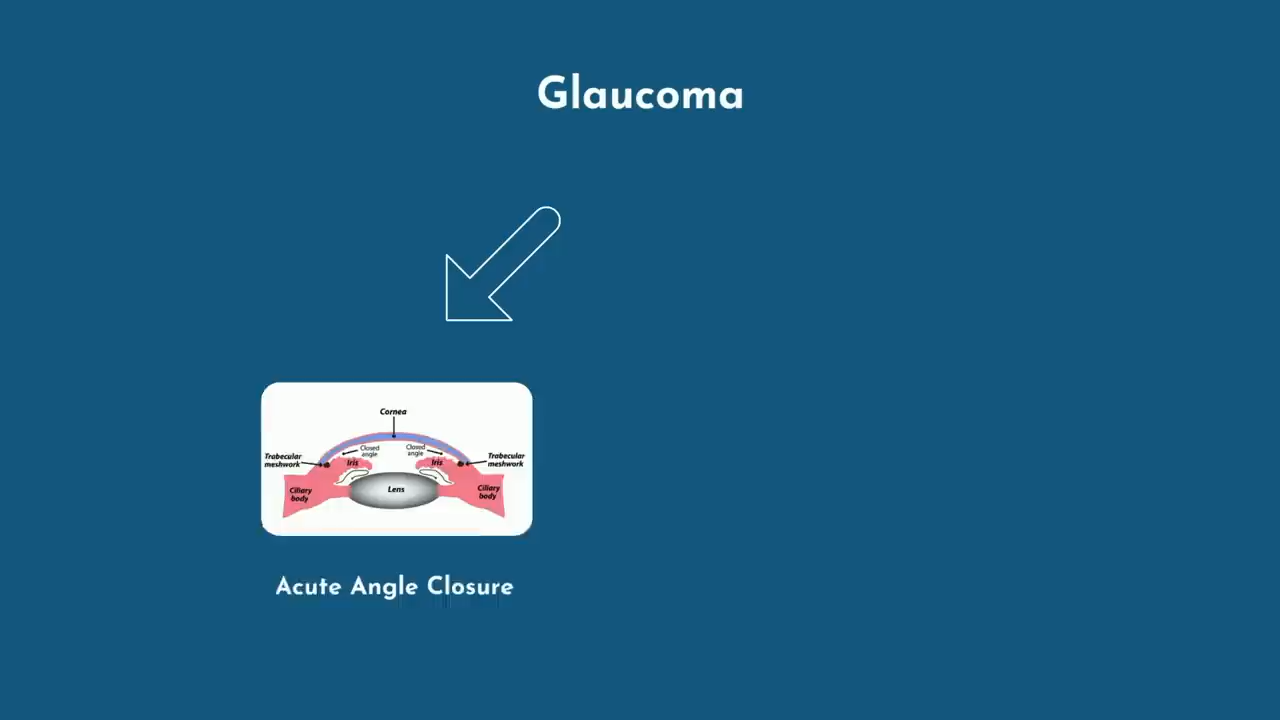 Glaucoma
Cornea
Closed
angle
Closed
angle
Trabecular
meshwork
Iris
Iris
Trabecular
meshwork
Ciliary
body
Lens
Ciliary
body
Acute Angle Closure